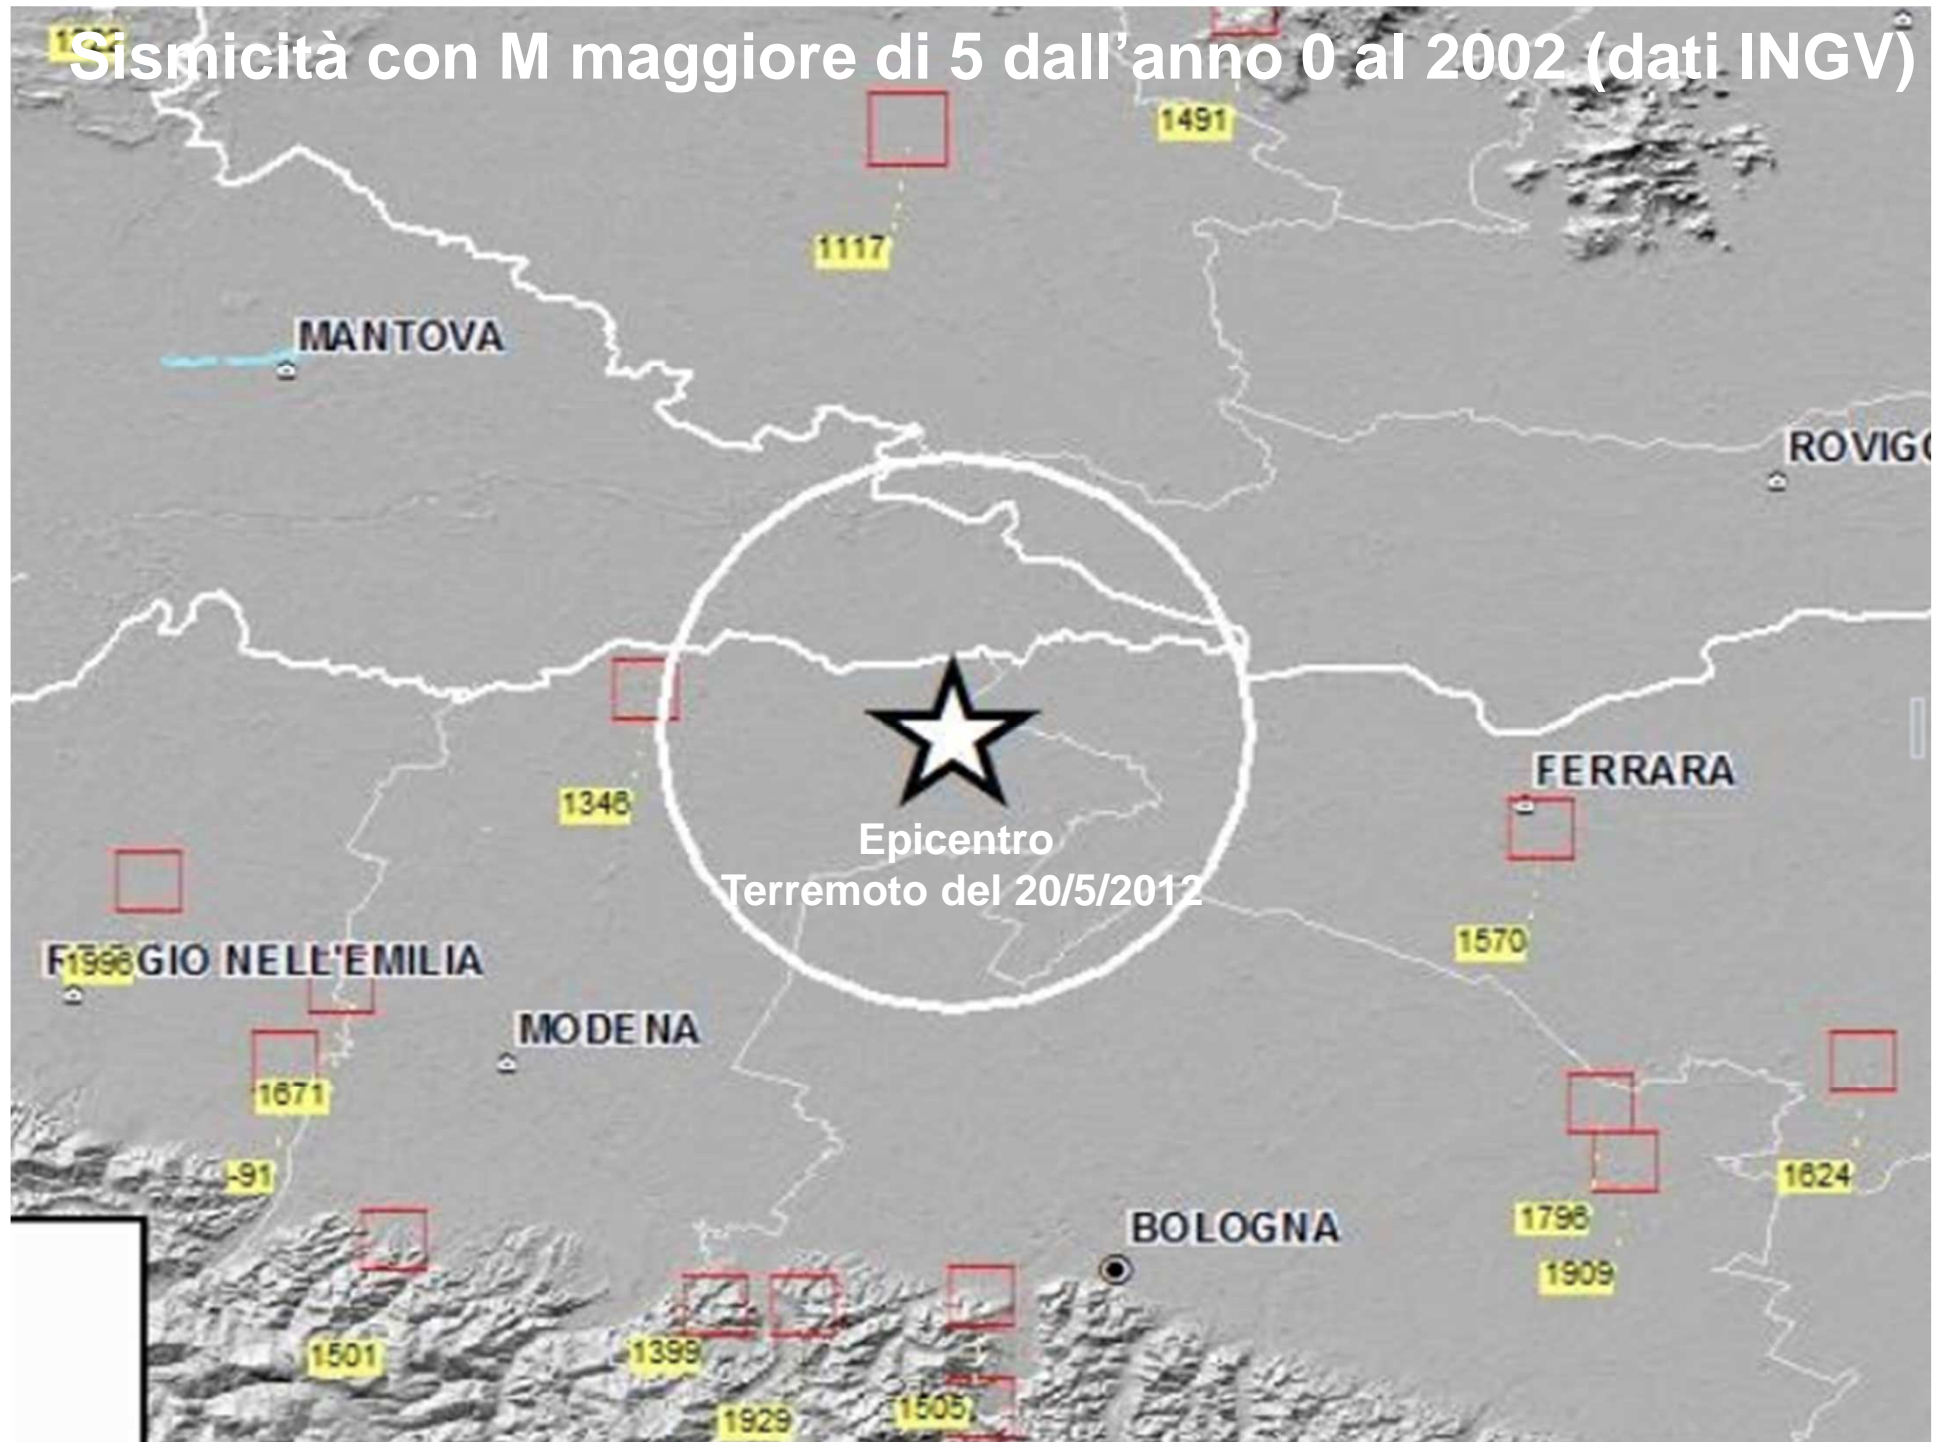 Sismicità con M maggiore di 5 dall'anno 0 al 2002 (dati INGV)
1491
1117
MANTOVA
ROVIGO
1346
FERRARA
Epicentro
Terremoto del 20/5/2012
1570
1996
REGGIO NELL'EMILIA
MODENA
1671
-91
1624
1796
BOLOGNA
1909
1501
1399
1929
1505